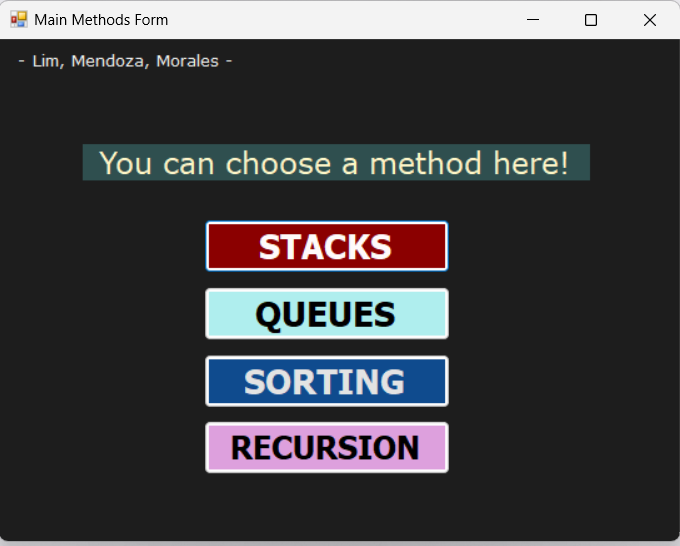 Main Methods Form
- Lim, Mendoza, Morales -
You can choose a method here!
STACKS
QUEUES
SORTING
RECURSION